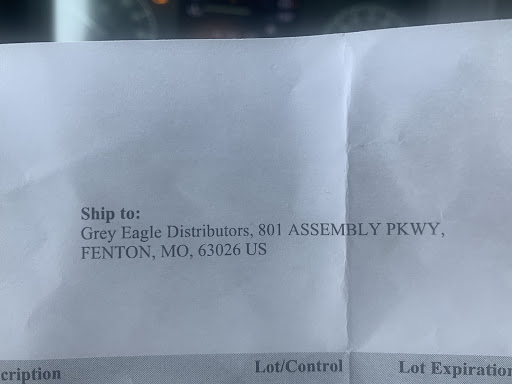 Ship to:
Grey Eagle Distributors, 801 ASSEMBLY PKWY,
FENTON, MO, 63026 US
cription Lot/Control Lot Expiration